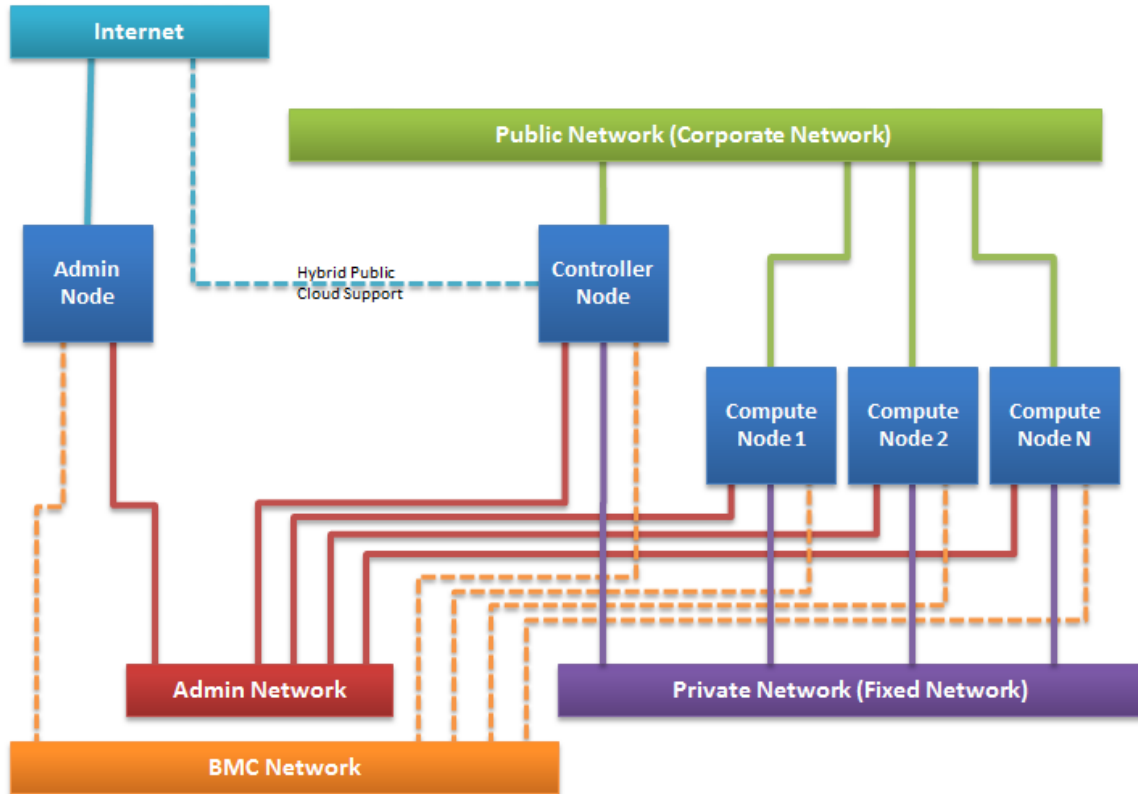 Internet
Public Network (Corporate Network)
Admin
Node
Hybrid Public
Cloud Support
Controller
Node
Compute
Node 1
Compute
Node 2
Compute
Node N
Admin Network
Private Network (Fixed Network)
BMC Network